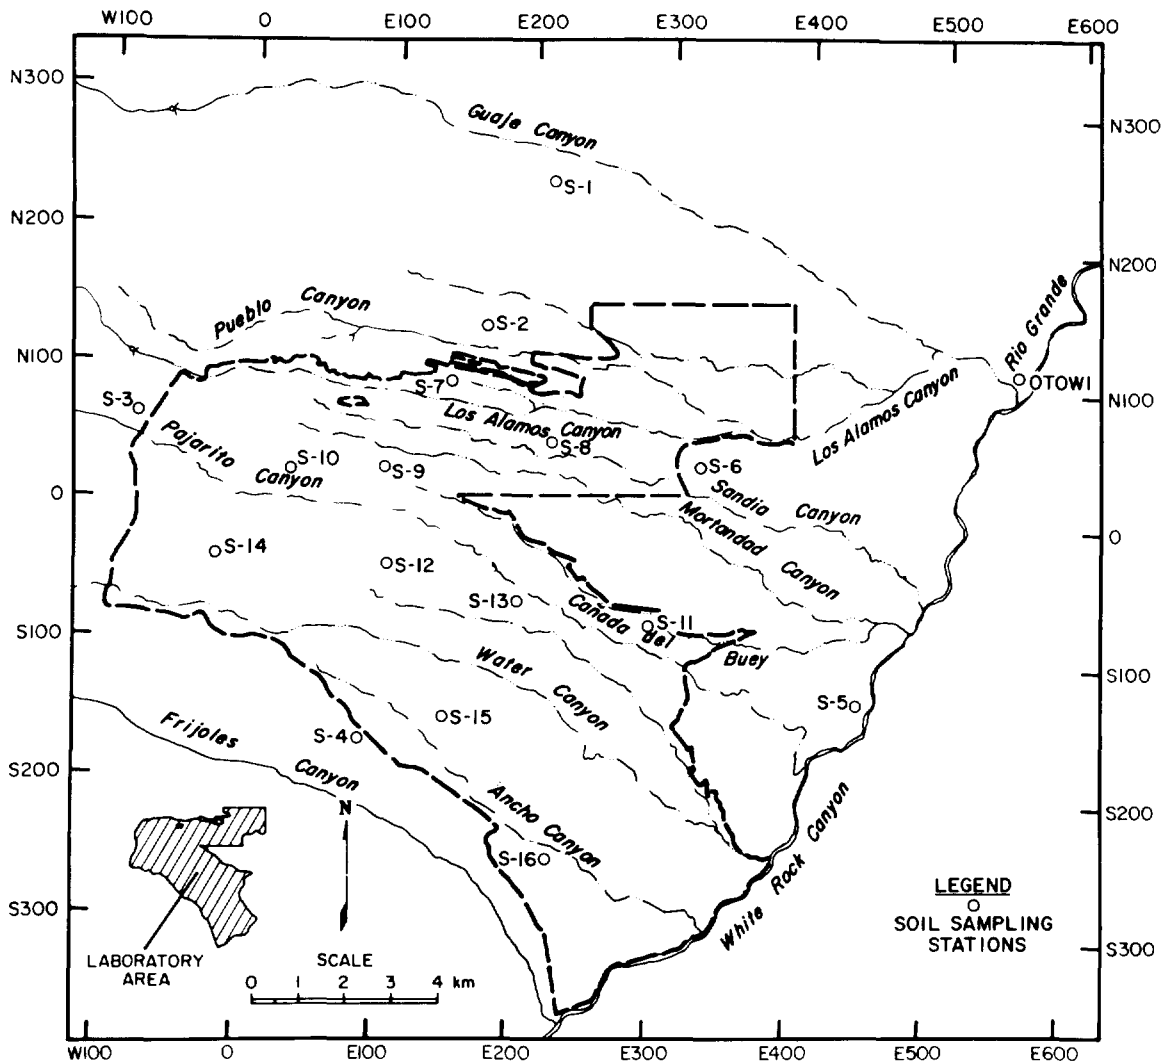 W100 0 E100 E200 E300 E400 E500 E600
N300
N300
Guaje Canyon
S-1
N200
N200
Rio Grande
Pueblo Canyon
S-2
N100
N100
S-7
OTOWI
S-3
Los Alamos Canyon
Los Alamos Canyon
S-8
Pajarito Canyon
S-10
S-9
S-6
Sandia Canyon
0
0
Mortandad Canyon
S-14
S-12
S-13
S-11
Cañada del Buey
S100
S100
Water Canyon
S-5
S-15
S-4
Frijoles Canyon
S200
S200
N
Ancho Canyon
S-16
White Rock Canyon
LEGEND
SOIL SAMPLING
STATIONS
S300
S300
LABORATORY
AREA
SCALE
0 1 2 3 4 km
W100 0 E100 E200 E300 E400 E500 E600